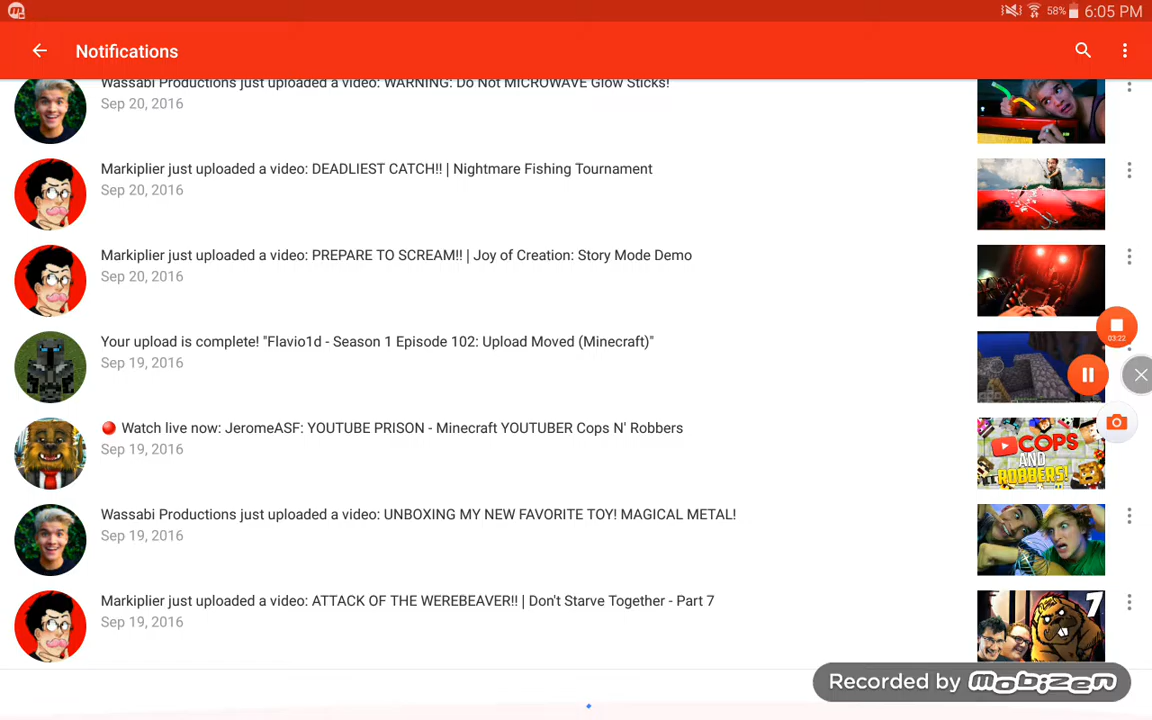 58% 6:05 PM
Notifications
Wassabi Productions just uploaded a video: WARNING: Do Not MICROWAVE Glow Sticks!
Sep 20, 2016
Markiplier just uploaded a video: DEADLIEST CATCH!! | Nightmare Fishing Tournament
Sep 20, 2016
Markiplier just uploaded a video: PREPARE TO SCREAM!! | Joy of Creation: Story Mode Demo
Sep 20, 2016
Your upload is complete! "Flavio1d - Season 1 Episode 102: Upload Moved (Minecraft)"
Sep 19, 2016
03:22
Watch live now: JeromeASF: YOUTUBE PRISON - Minecraft YOUTUBER Cops N' Robbers
Sep 19, 2016
COPS
AND
ROBBERS!
Wassabi Productions just uploaded a video: UNBOXING MY NEW FAVORITE TOY! MAGICAL METAL!
Sep 19, 2016
Markiplier just uploaded a video: ATTACK OF THE WEREBEAVER!! | Don't Starve Together - Part 7
Sep 19, 2016
7
Recorded by mobizen